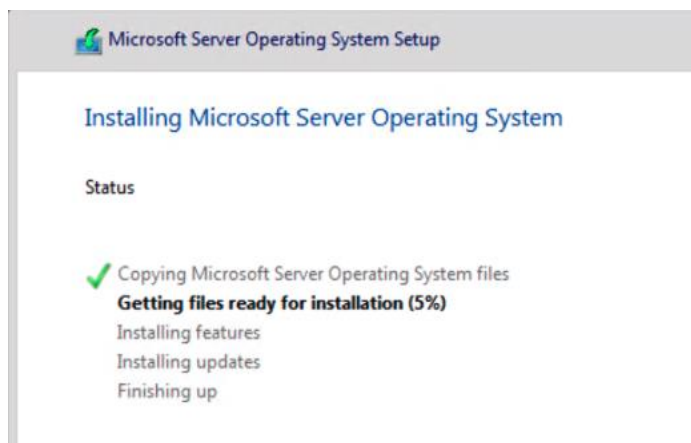 Microsoft Server Operating System Setup
Installing Microsoft Server Operating System
Status
Copying Microsoft Server Operating System files
Getting files ready for installation (5%)
Installing features
Installing updates
Finishing up